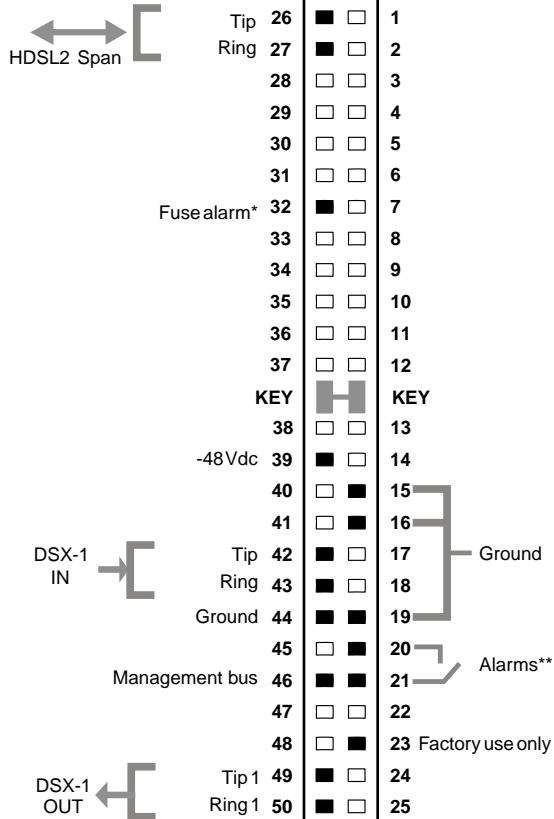 Tip 26 1
HDSL2 Span Ring 27 2
28 3
29 4
30 5
31 6
Fuse alarm* 32 7
33 8
34 9
35 10
36 11
37 12
KEY KEY
38 13
-48Vdc 39 14
40 15
41 16
DSX-1 IN Tip 42 17 Ground
Ring 43 18
Ground 44 19
45 20 Alarms**
Management bus 46 21
47 22
48 23 Factory use only
DSX-1 OUT Tip 1 49 24
Ring 1 50 25